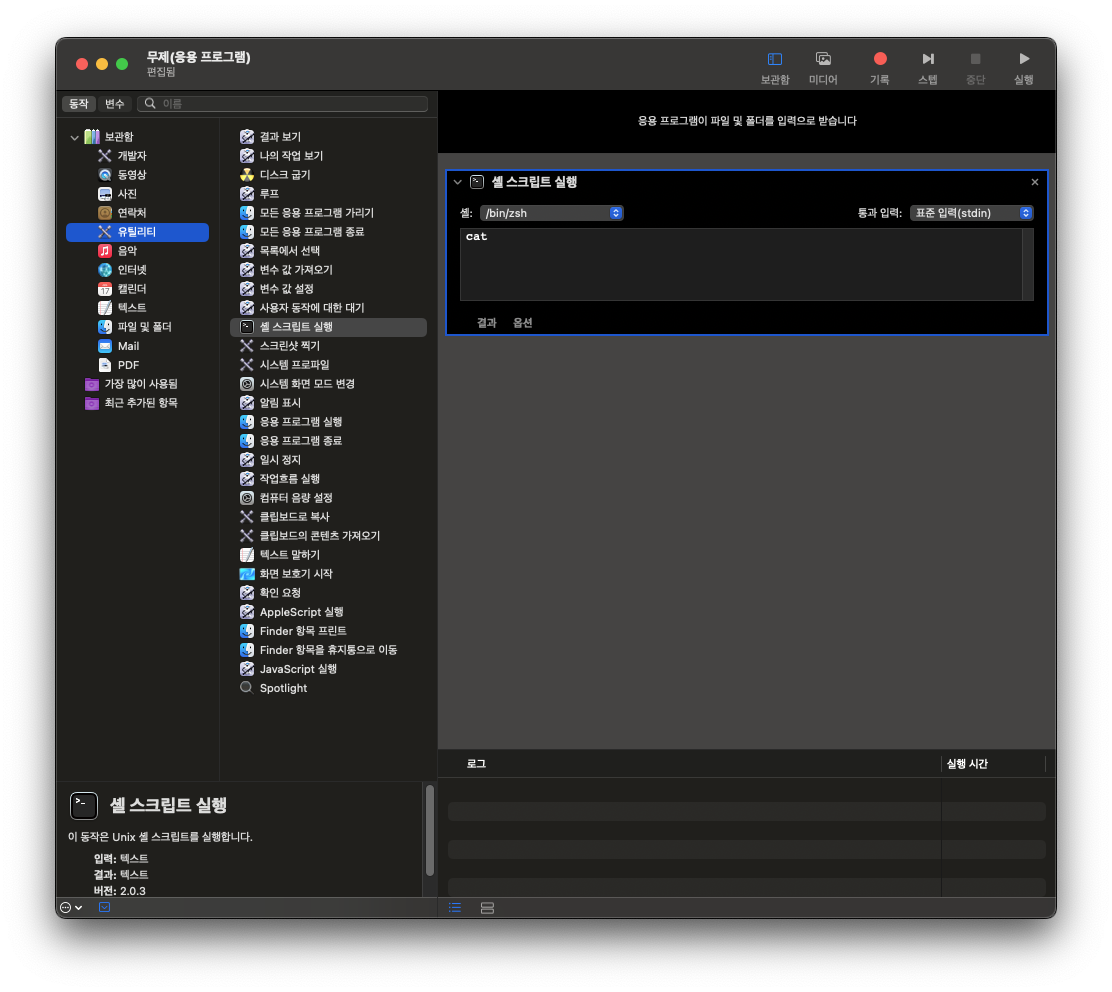 무제(응용 프로그램)
편집됨
보관함
미디어
기록
스텝
중단
실행
동작
변수
이름
보관함
개발자
동영상
사진
연락처
유틸리티
음악
인터넷
캘린더
텍스트
파일 및 폴더
Mail
PDF
가장 많이 사용됨
최근 추가된 항목
결과 보기
나의 작업 보기
디스크 굽기
루프
모든 응용 프로그램 가리기
모든 응용 프로그램 종료
목록에서 선택
변수 값 가져오기
변수 값 설정
사용자 동작에 대한 대기
셸 스크립트 실행
스크린샷 찍기
시스템 프로파일
시스템 화면 모드 변경
알림 표시
응용 프로그램 실행
응용 프로그램 종료
일시 정지
작업흐름 실행
컴퓨터 음량 설정
클립보드로 복사
클립보드의 콘텐츠 가져오기
텍스트 말하기
화면 보호기 시작
확인 요청
AppleScript 실행
Finder 항목 프린트
Finder 항목을 휴지통으로 이동
JavaScript 실행
Spotlight
응용 프로그램이 파일 및 폴더를 입력으로 받습니다
셸 스크립트 실행
셸: /bin/zsh
통과 입력: 표준 입력(stdin)
cat
결과 옵션
로그
실행 시간
셸 스크립트 실행
이 동작은 Unix 셸 스크립트를 실행합니다.
입력: 텍스트
결과: 텍스트
버전: 2.0.3